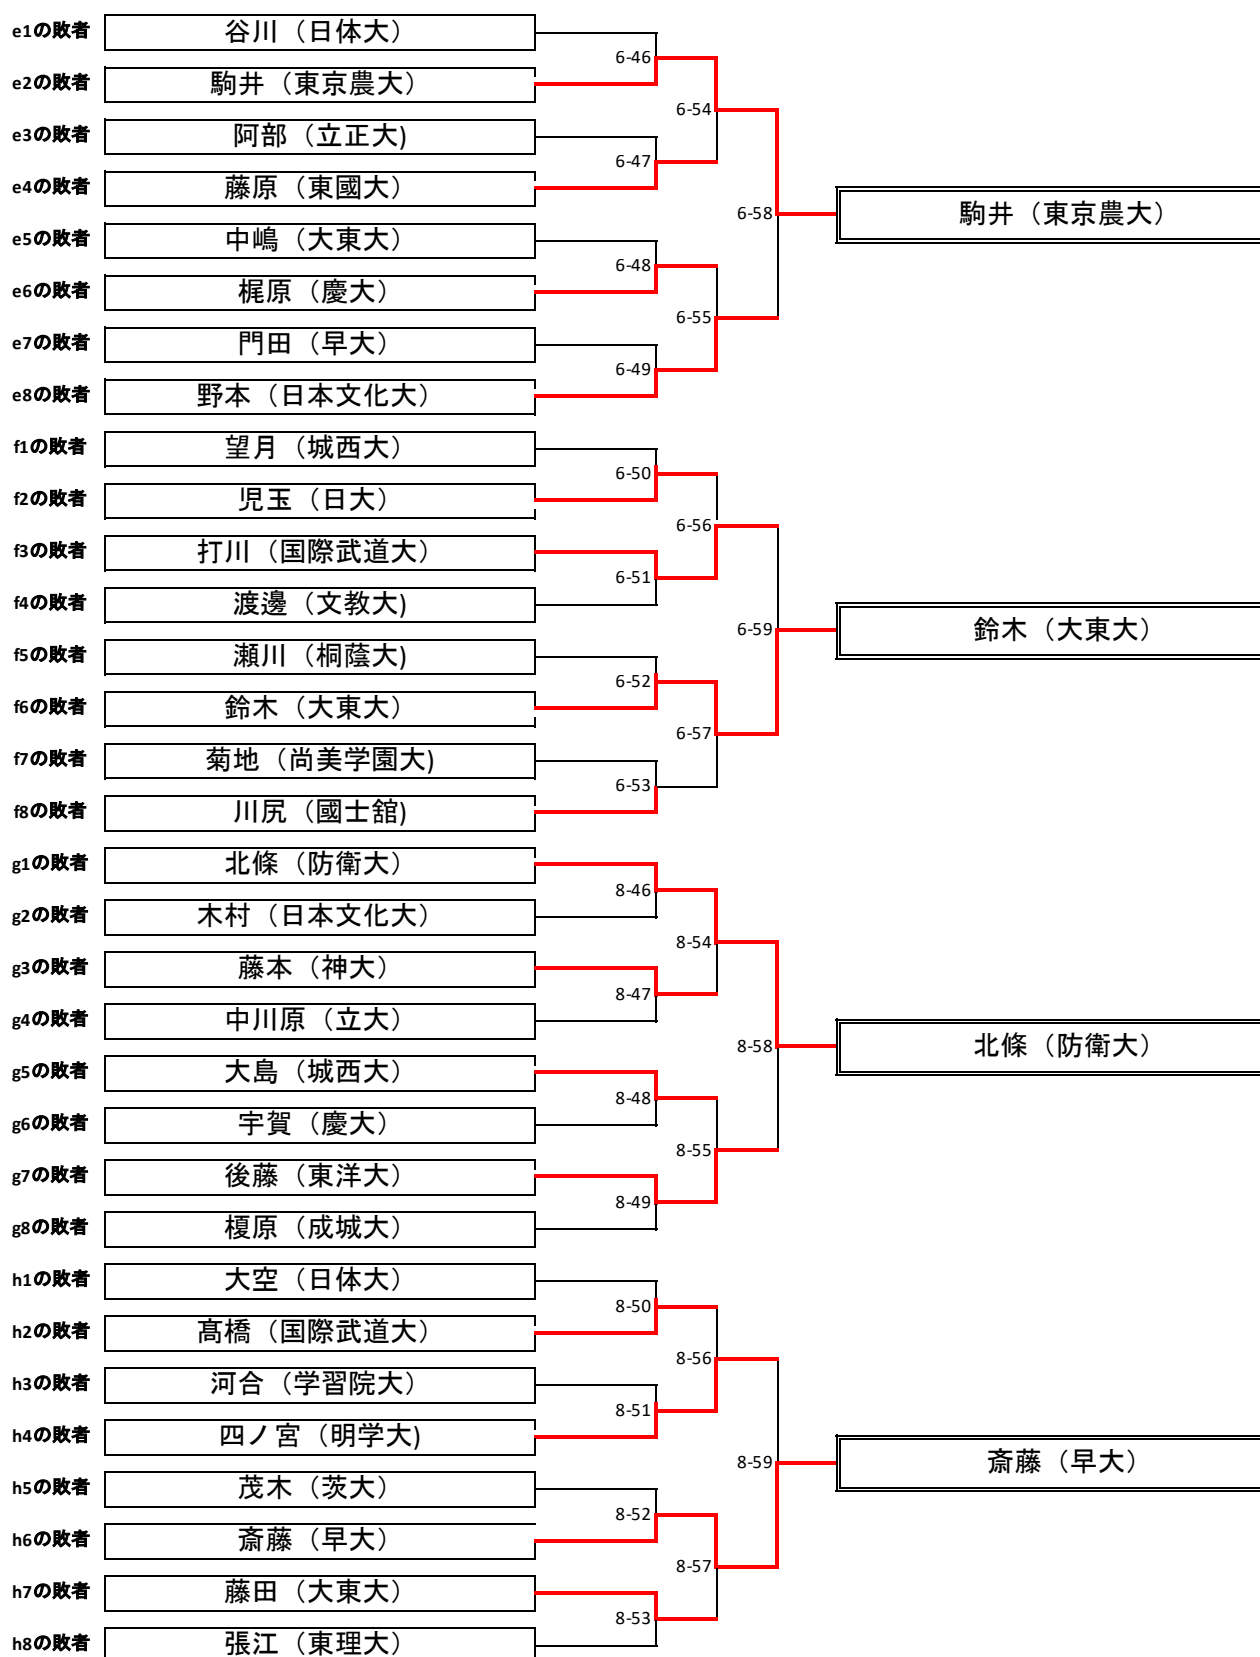 e1の敗者 谷川（日体大）
6-46
e2の敗者 駒井（東京農大）
6-54
e3の敗者 阿部（立正大)
6-47
e4の敗者 藤原（東國大）
6-58 駒井（東京農大）
e5の敗者 中嶋（大東大）
6-48
e6の敗者 梶原（慶大）
6-55
e7の敗者 門田（早大）
6-49
e8の敗者 野本（日本文化大）
f1の敗者 望月（城西大）
6-50
f2の敗者 児玉（日大）
6-56
f3の敗者 打川（国際武道大）
6-51
f4の敗者 渡邊（文教大)
6-59 鈴木（大東大）
f5の敗者 瀬川（桐蔭大)
6-52
f6の敗者 鈴木（大東大）
6-57
f7の敗者 菊地（尚美学園大)
6-53
f8の敗者 川尻（國士舘)
g1の敗者 北條（防衛大）
8-46
g2の敗者 木村（日本文化大）
8-54
g3の敗者 藤本（神大）
8-47
g4の敗者 中川原（立大）
8-58 北條（防衛大）
g5の敗者 大島（城西大）
8-48
g6の敗者 宇賀（慶大）
8-55
g7の敗者 後藤（東洋大）
8-49
g8の敗者 榎原（成城大）
h1の敗者 大空（日体大）
8-50
h2の敗者 髙橋（国際武道大）
8-56
h3の敗者 河合（学習院大）
8-51
h4の敗者 四ノ宮（明学大)
8-59 斎藤（早大）
h5の敗者 茂木（茨大）
8-52
h6の敗者 斎藤（早大）
8-57
h7の敗者 藤田（大東大）
8-53
h8の敗者 張江（東理大）